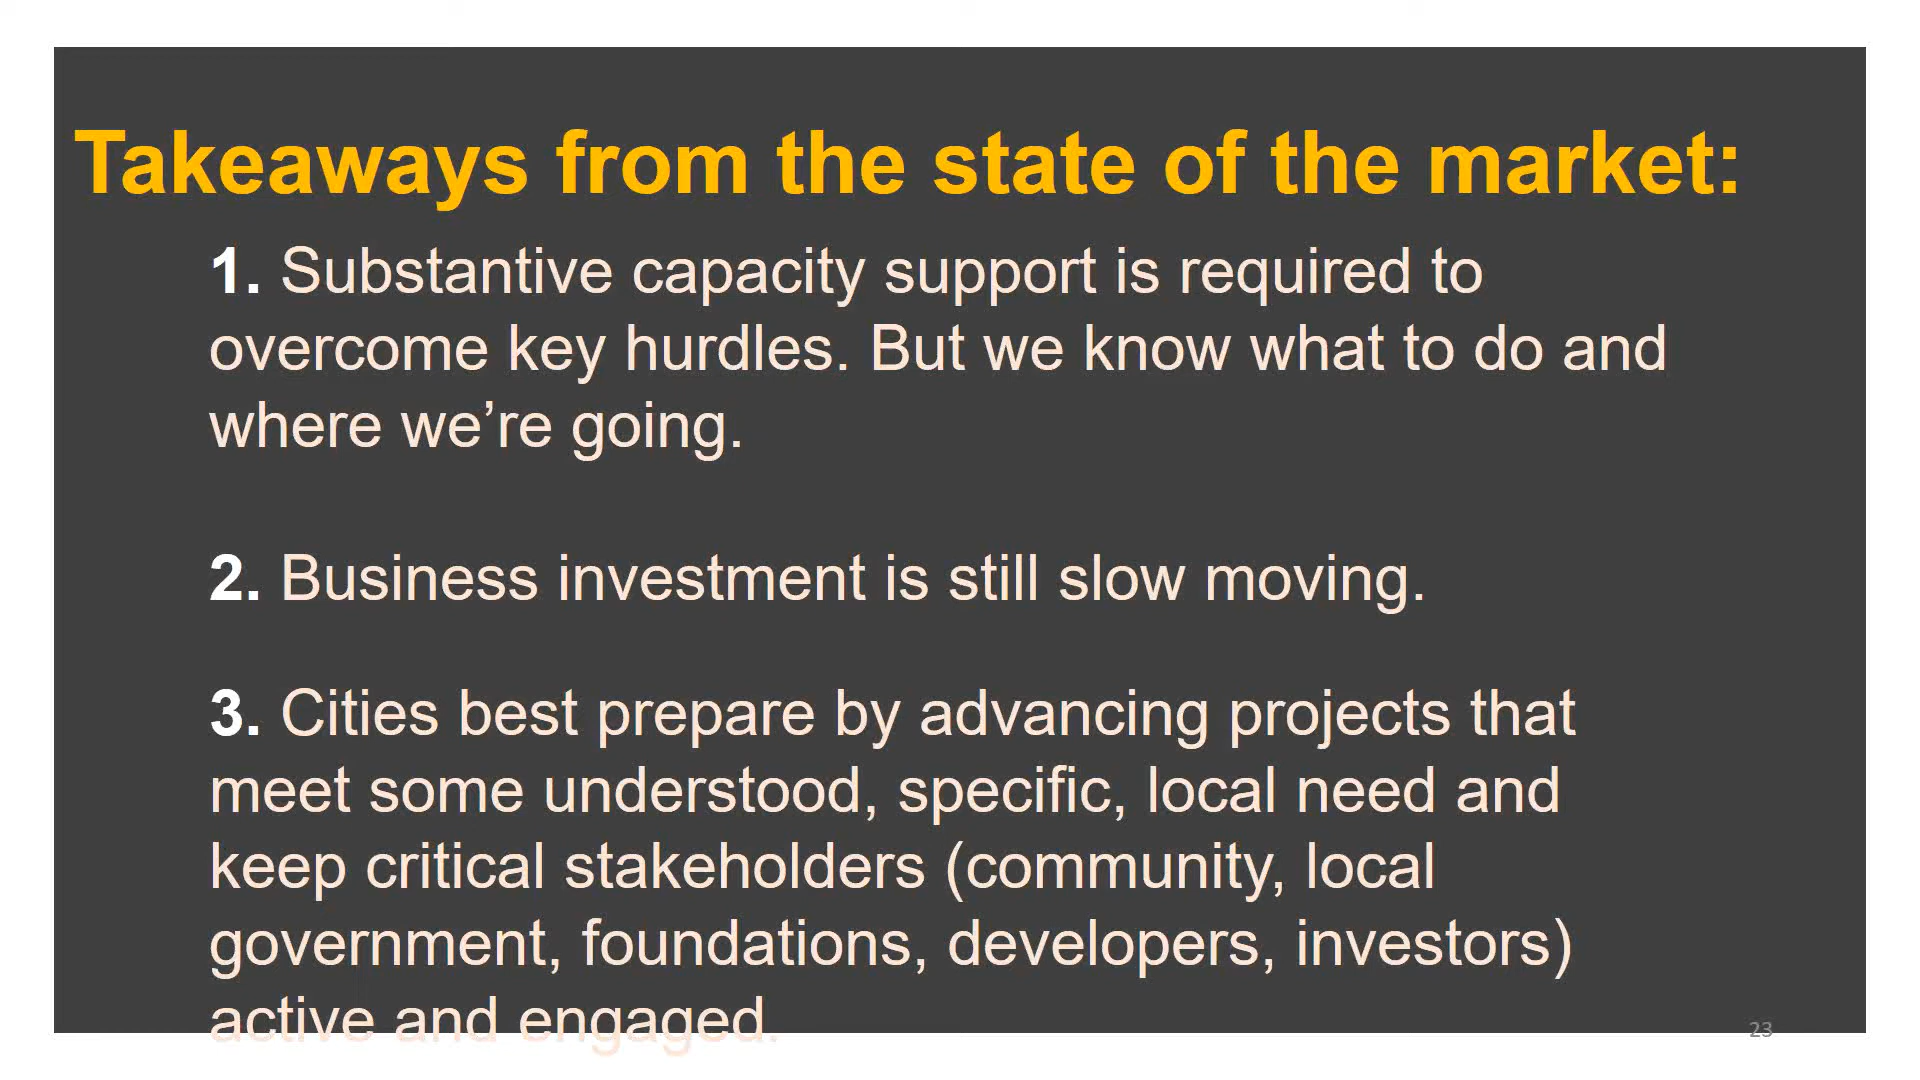 Takeaways from the state of the market:
1. Substantive capacity support is required to
overcome key hurdles. But we know what to do and
where we’re going.
2. Business investment is still slow moving.
3. Cities best prepare by advancing projects that
meet some understood, specific, local need and
keep critical stakeholders (community, local
government, foundations, developers, investors)
active and engaged.
23